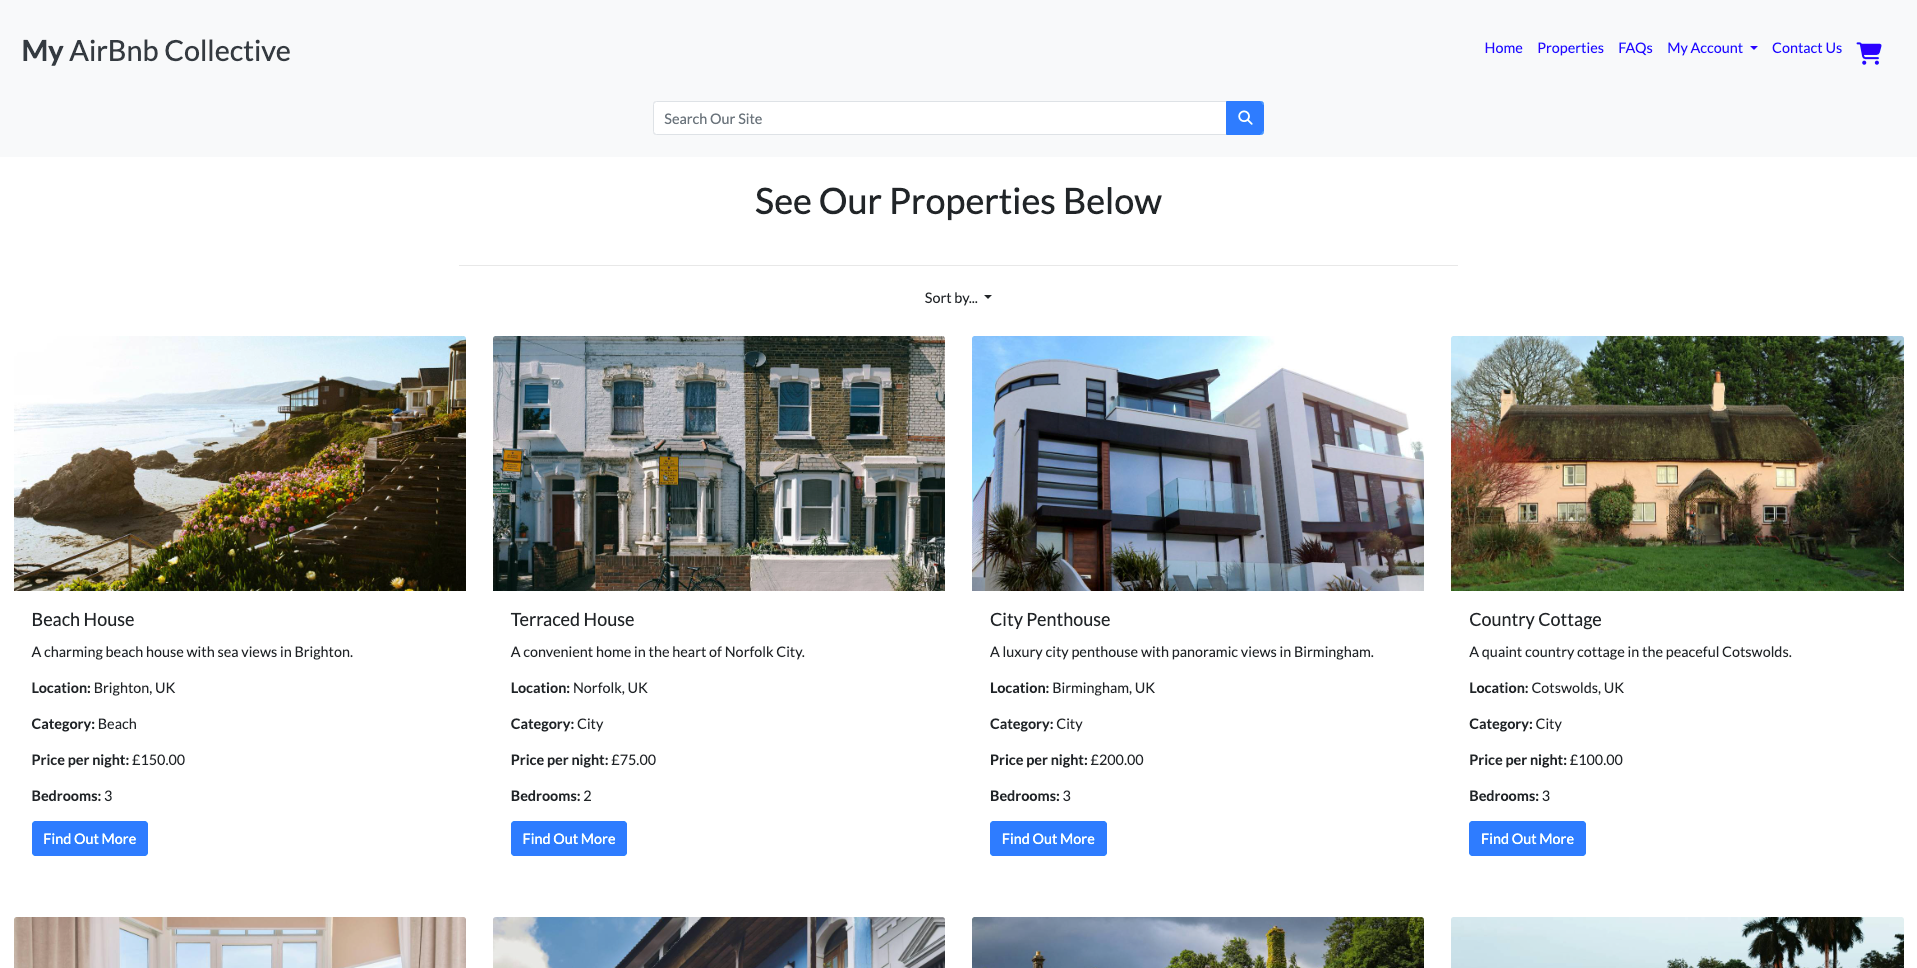 My AirBnb Collective
Home Properties FAQs My Account Contact Us
Search Our Site
See Our Properties Below
Sort by...
Beach House
A charming beach house with sea views in Brighton.
Location: Brighton, UK
Category: Beach
Price per night: £150.00
Bedrooms: 3
Find Out More
Terraced House
A convenient home in the heart of Norfolk City.
Location: Norfolk, UK
Category: City
Price per night: £75.00
Bedrooms: 2
Find Out More
City Penthouse
A luxury city penthouse with panoramic views in Birmingham.
Location: Birmingham, UK
Category: City
Price per night: £200.00
Bedrooms: 3
Find Out More
Country Cottage
A quaint country cottage in the peaceful Cotswolds.
Location: Cotswolds, UK
Category: City
Price per night: £100.00
Bedrooms: 3
Find Out More